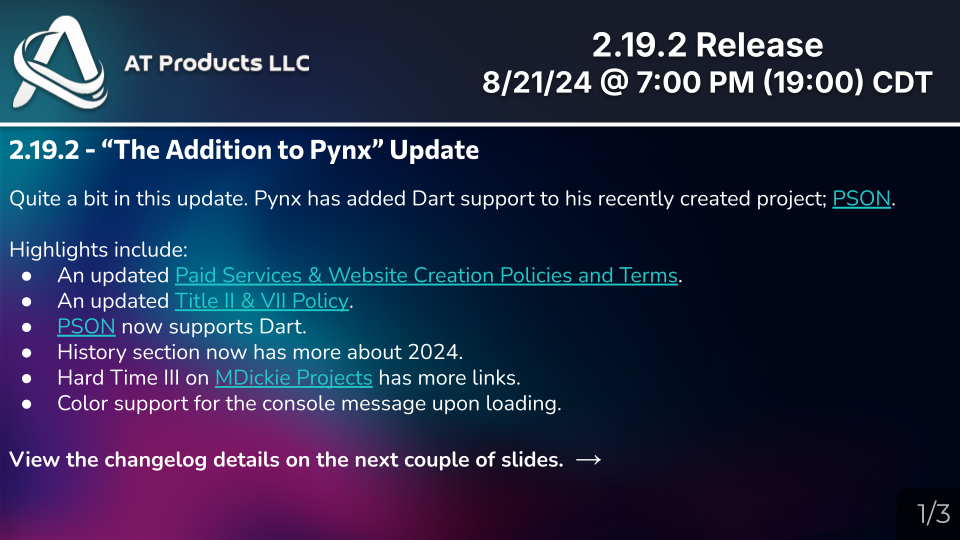 AT Products LLC
2.19.2 Release
8/21/24 @ 7:00 PM (19:00) CDT
2.19.2 - “The Addition to Pynx” Update
Quite a bit in this update. Pynx has added Dart support to his recently created project; PSON.
Highlights include:
● An updated Paid Services & Website Creation Policies and Terms.
● An updated Title II & VII Policy.
● PSON now supports Dart.
● History section now has more about 2024.
● Hard Time III on MDickie Projects has more links.
● Color support for the console message upon loading.
View the changelog details on the next couple of slides. →
1/3